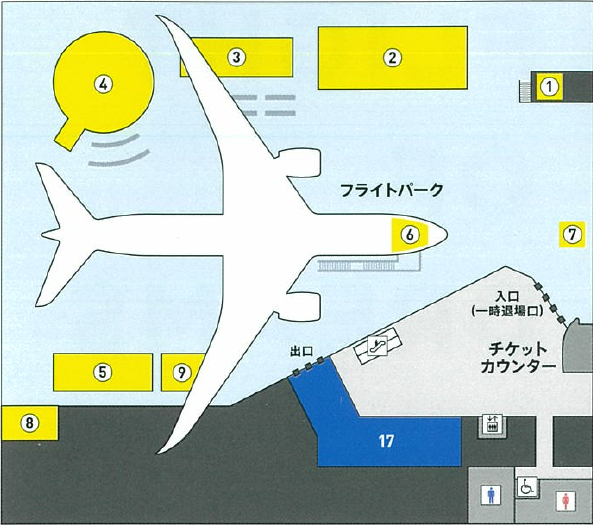 ③
②
①
④
フライトパーク
⑥
⑦
入口
(一時退場口)
出口
チケット
カウンター
⑤
⑨
⑧
17